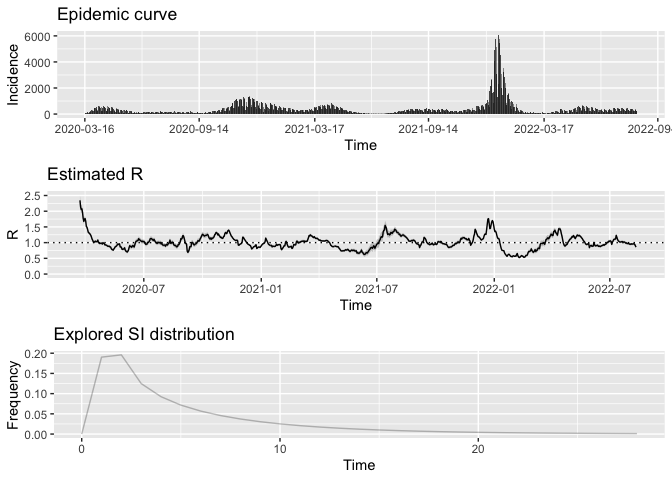 Epidemic curve
6000
4000
2000
0
Incidence
2020-03-16 2020-09-14 2021-03-17 2021-09-14 2022-03-17 2022-09-
Time
Estimated R
2.5
2.0
1.5
1.0
0.5
0.0
R
2020-07 2021-01 2021-07 2022-01 2022-07
Time
Explored SI distribution
0.20
0.15
0.10
0.05
0.00
Frequency
0 10 20
Time